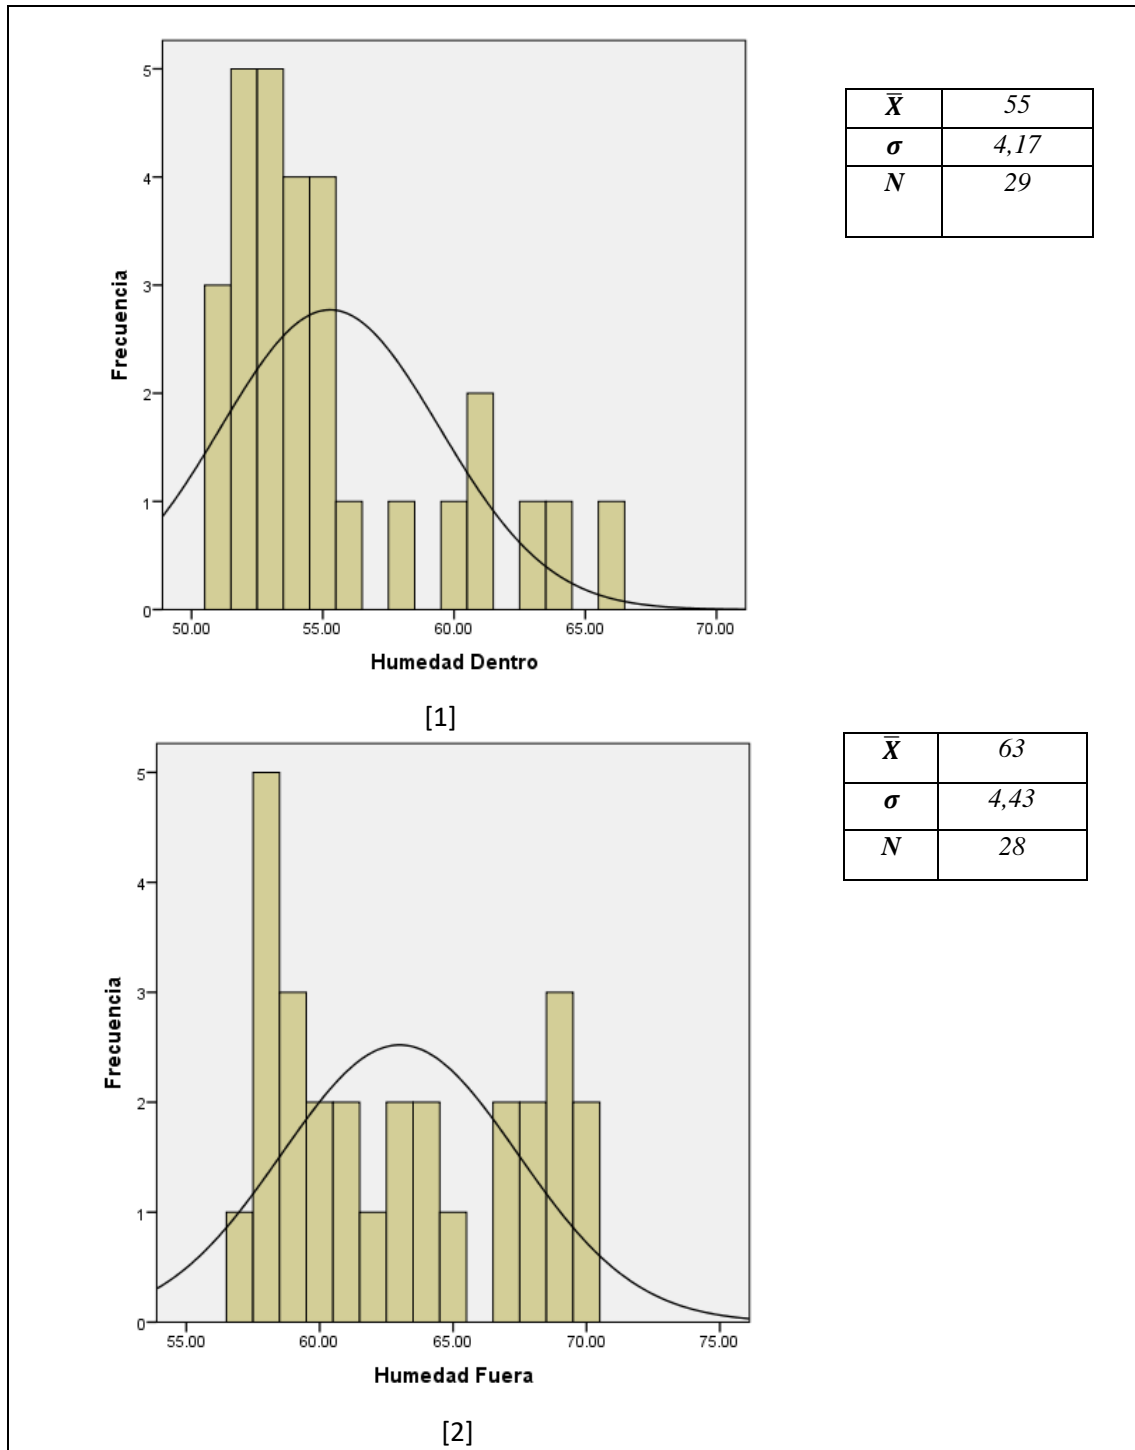 5
4
3
2
1
0
Frecuencia
50.00 55.00 60.00 65.00 70.00
Humedad Dentro
[1]
X̅ 55
σ 4,17
N 29
5
4
3
2
1
0
Frecuencia
55.00 60.00 65.00 70.00 75.00
Humedad Fuera
[2]
X̅ 63
σ 4,43
N 28